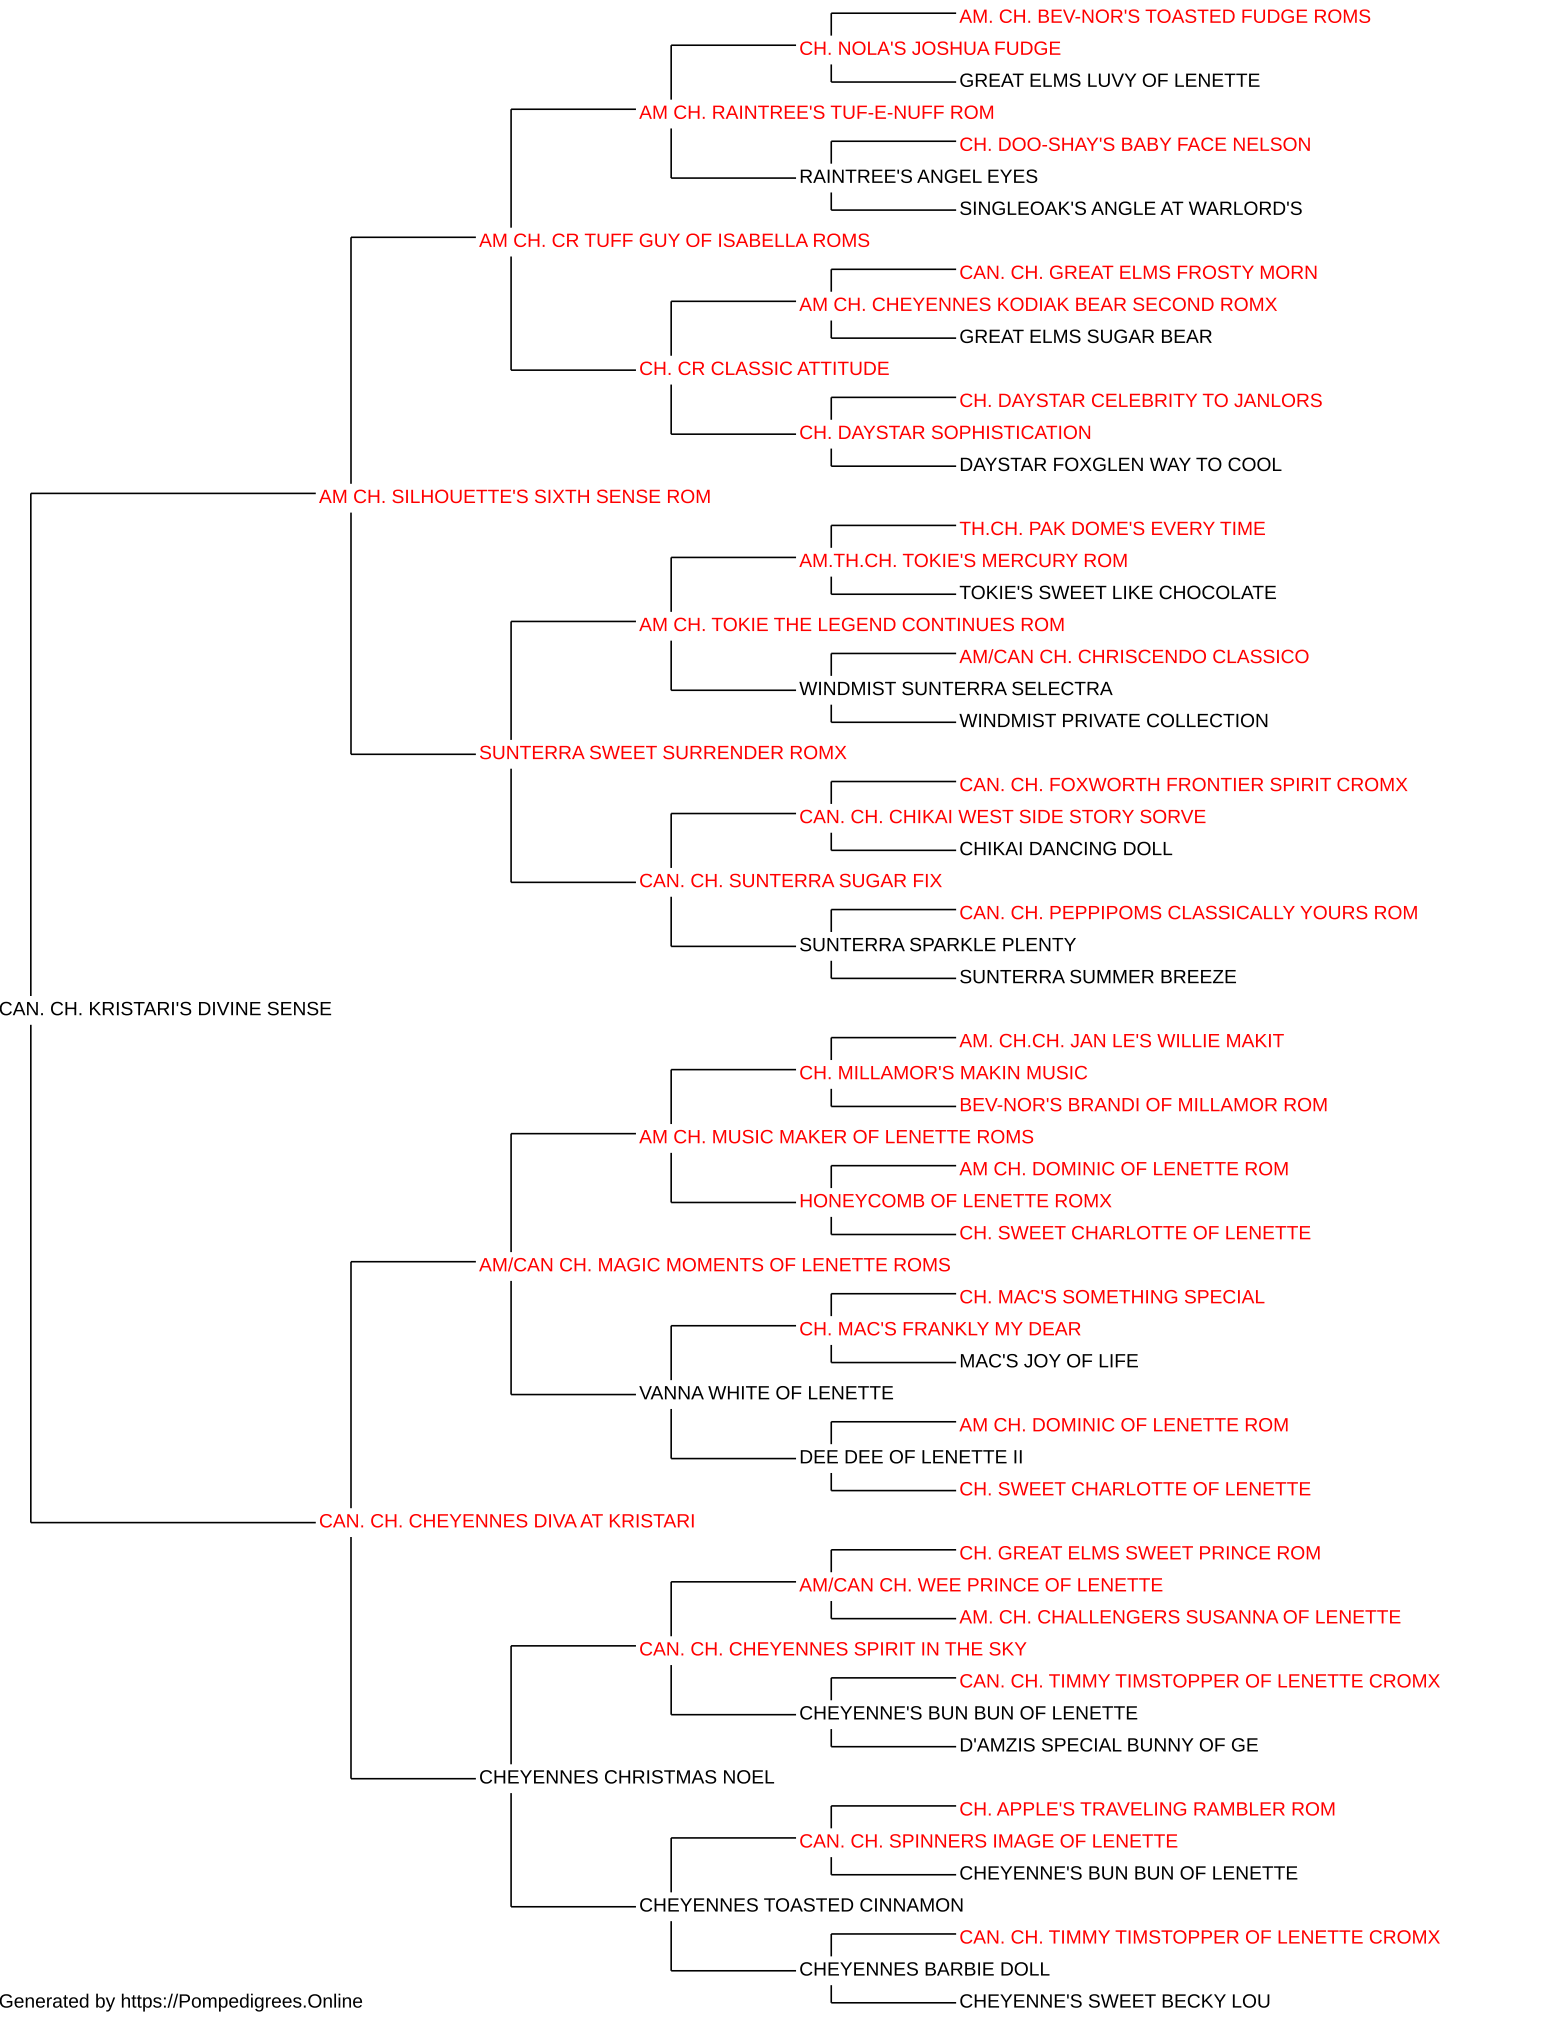 AM. CH. BEV-NOR'S TOASTED FUDGE ROMS
CH. NOLA'S JOSHUA FUDGE
GREAT ELMS LUVY OF LENETTE
AM CH. RAINTREE'S TUF-E-NUFF ROM
CH. DOO-SHAY'S BABY FACE NELSON
RAINTREE'S ANGEL EYES
SINGLEOAK'S ANGLE AT WARLORD'S
AM CH. CR TUFF GUY OF ISABELLA ROMS
CAN. CH. GREAT ELMS FROSTY MORN
AM CH. CHEYENNES KODIAK BEAR SECOND ROMX
GREAT ELMS SUGAR BEAR
CH. CR CLASSIC ATTITUDE
CH. DAYSTAR CELEBRITY TO JANLORS
CH. DAYSTAR SOPHISTICATION
DAYSTAR FOXGLEN WAY TO COOL
AM CH. SILHOUETTE'S SIXTH SENSE ROM
TH.CH. PAK DOME'S EVERY TIME
AM.TH.CH. TOKIE'S MERCURY ROM
TOKIE'S SWEET LIKE CHOCOLATE
AM CH. TOKIE THE LEGEND CONTINUES ROM
AM/CAN CH. CHRISCENDO CLASSICO
WINDMIST SUNTERRA SELECTRA
WINDMIST PRIVATE COLLECTION
SUNTERRA SWEET SURRENDER ROMX
CAN. CH. FOXWORTH FRONTIER SPIRIT CROMX
CAN. CH. CHIKAI WEST SIDE STORY SORVE
CHIKAI DANCING DOLL
CAN. CH. SUNTERRA SUGAR FIX
CAN. CH. PEPPIPOMS CLASSICALLY YOURS ROM
SUNTERRA SPARKLE PLENTY
SUNTERRA SUMMER BREEZE
CAN. CH. KRISTARI'S DIVINE SENSE
AM. CH.CH. JAN LE'S WILLIE MAKIT
CH. MILLAMOR'S MAKIN MUSIC
BEV-NOR'S BRANDI OF MILLAMOR ROM
AM CH. MUSIC MAKER OF LENETTE ROMS
AM CH. DOMINIC OF LENETTE ROM
HONEYCOMB OF LENETTE ROMX
CH. SWEET CHARLOTTE OF LENETTE
AM/CAN CH. MAGIC MOMENTS OF LENETTE ROMS
CH. MAC'S SOMETHING SPECIAL
CH. MAC'S FRANKLY MY DEAR
MAC'S JOY OF LIFE
VANNA WHITE OF LENETTE
AM CH. DOMINIC OF LENETTE ROM
DEE DEE OF LENETTE II
CH. SWEET CHARLOTTE OF LENETTE
CAN. CH. CHEYENNES DIVA AT KRISTARI
CH. GREAT ELMS SWEET PRINCE ROM
AM/CAN CH. WEE PRINCE OF LENETTE
AM. CH. CHALLENGERS SUSANNA OF LENETTE
CAN. CH. CHEYENNES SPIRIT IN THE SKY
CAN. CH. TIMMY TIMSTOPPER OF LENETTE CROMX
CHEYENNE'S BUN BUN OF LENETTE
D'AMZIS SPECIAL BUNNY OF GE
CHEYENNES CHRISTMAS NOEL
CH. APPLE'S TRAVELING RAMBLER ROM
CAN. CH. SPINNERS IMAGE OF LENETTE
CHEYENNE'S BUN BUN OF LENETTE
CHEYENNES TOASTED CINNAMON
CAN. CH. TIMMY TIMSTOPPER OF LENETTE CROMX
CHEYENNES BARBIE DOLL
CHEYENNE'S SWEET BECKY LOU
Generated by https://Pompedigrees.Online